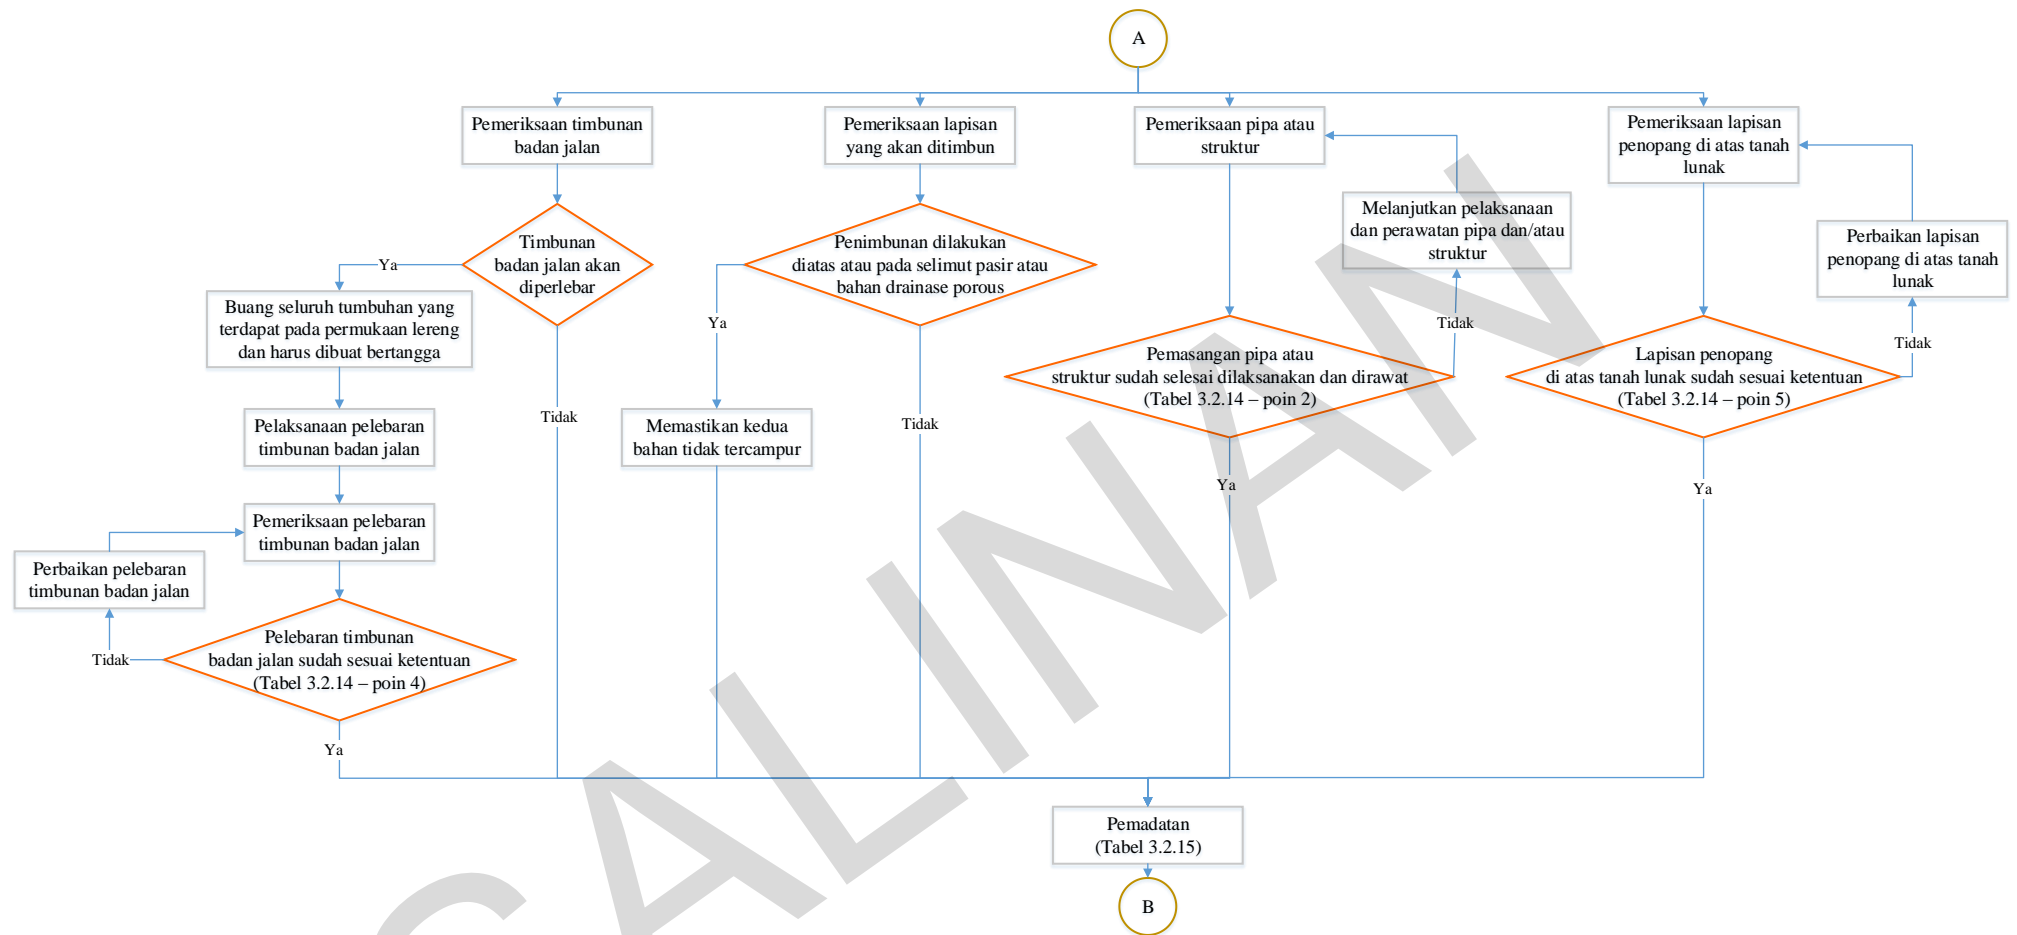 A
Pemeriksaan timbunan
badan jalan
Pemeriksaan lapisan
yang akan ditimbun
Pemeriksaan pipa atau
struktur
Pemeriksaan lapisan
penopang di atas tanah
lunak
Timbunan
badan jalan akan
diperlebar
Ya
Tidak
Buang seluruh tumbuhan yang
terdapat pada permukaan lereng
dan harus dibuat bertangga
Pelaksanaan pelebaran
timbunan badan jalan
Pemeriksaan pelebaran
timbunan badan jalan
Perbaikan pelebaran
timbunan badan jalan
Pelebaran timbunan
badan jalan sudah sesuai ketentuan
(Tabel 3.2.14 – poin 4)
Tidak
Ya
Penimbunan dilakukan
diatas atau pada selimut pasir atau
bahan drainase porous
Ya
Tidak
Memastikan kedua
bahan tidak tercampur
Melanjutkan pelaksanaan
dan perawatan pipa dan/atau
struktur
Tidak
Pemasangan pipa atau
struktur sudah selesai dilaksanakan dan dirawat
(Tabel 3.2.14 – poin 2)
Ya
Perbaikan lapisan
penopang di atas tanah
lunak
Tidak
Lapisan penopang
di atas tanah lunak sudah sesuai ketentuan
(Tabel 3.2.14 – poin 5)
Ya
Pemadatan
(Tabel 3.2.15)
B
SALINAN